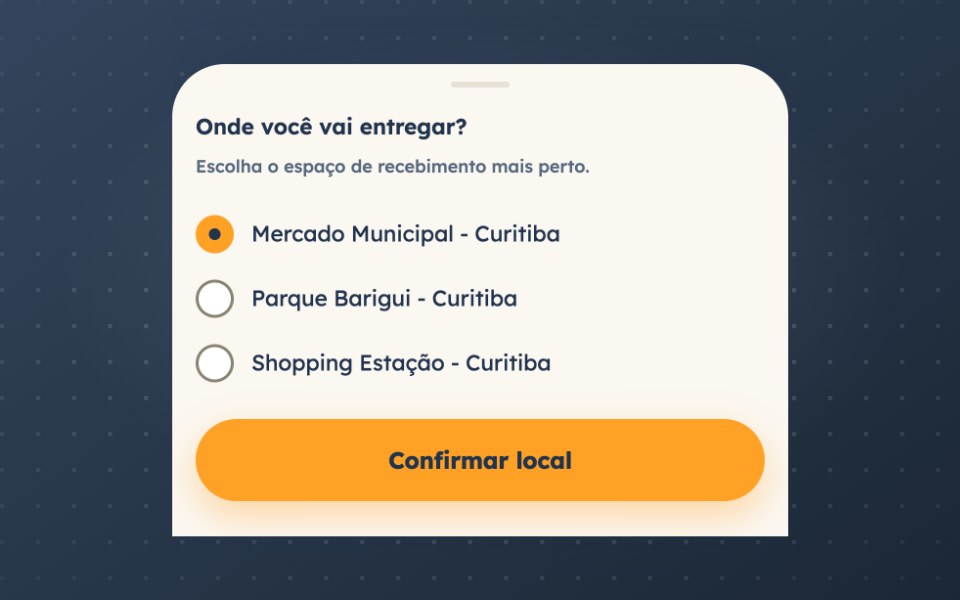 Onde você vai entregar?
Escolha o espaço de recebimento mais perto.
Mercado Municipal - Curitiba
Parque Barigui - Curitiba
Shopping Estação - Curitiba
Confirmar local